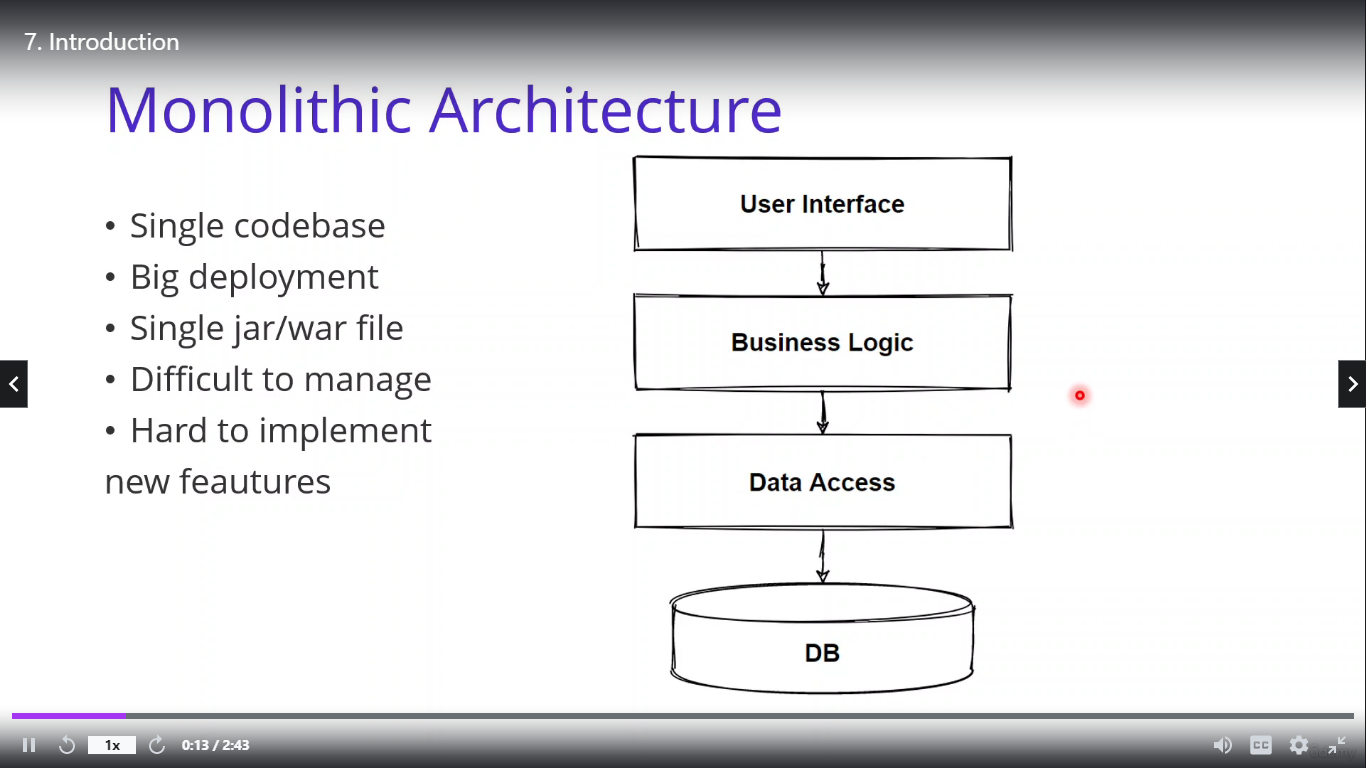 7. Introduction
Monolithic Architecture
• Single codebase
• Big deployment
• Single jar/war file
• Difficult to manage
• Hard to implement
new feautures
User Interface
Business Logic
Data Access
DB
1x
0:13 / 2:43
CC